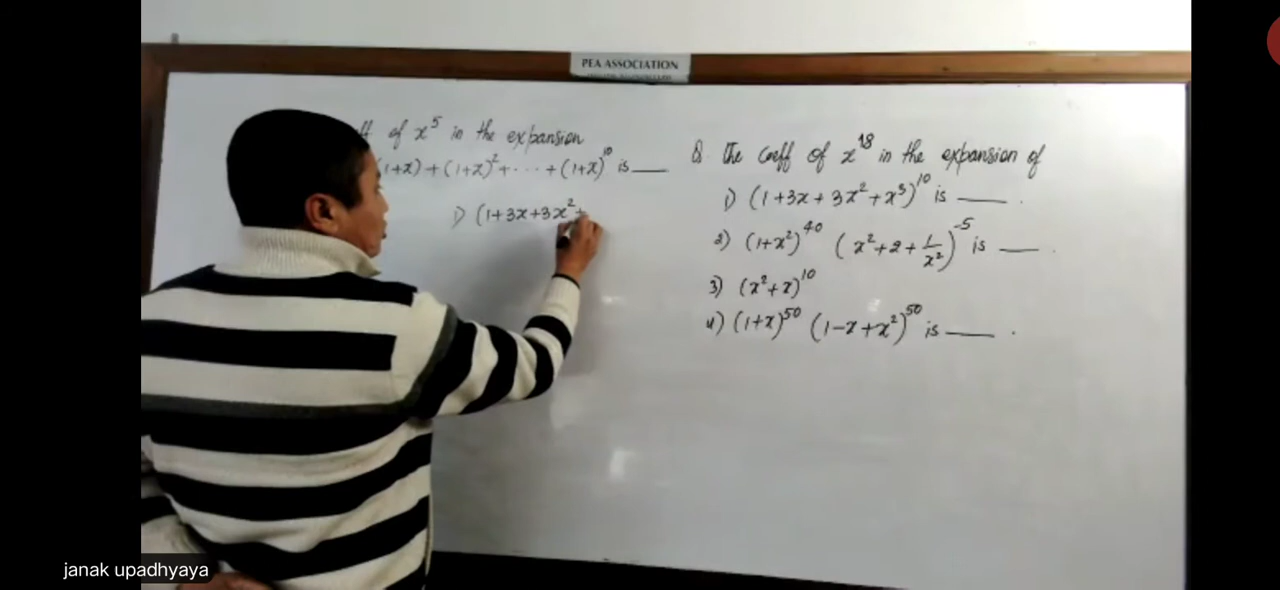 PEA ASSOCIATION
of x⁵ in the expansion
(1+x) + (1+x)² + ... + (1+x)¹⁰ is ___
1) (1+3x+3x²+
Q. The coeff of x¹⁸ in the expansion of
1) (1+3x+3x²+x³)¹⁰ is ___.
2) (1+x²)⁴⁰ (x²+2+1/x²)⁻⁵ is ___.
3) (x²+x)¹⁰
4) (1+x)⁵⁰ (1-x+x²)⁵⁰ is ___.
janak upadhyaya